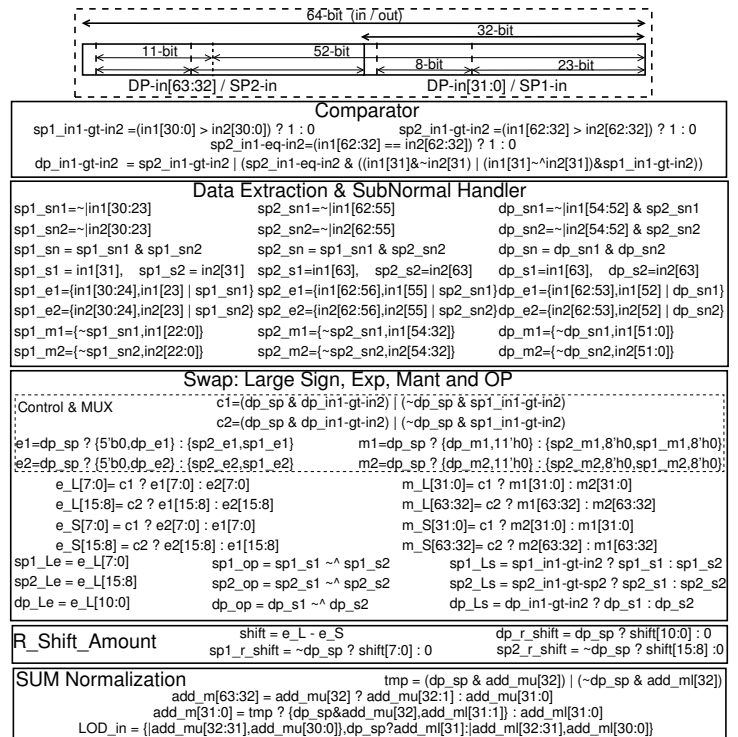 64-bit (in / out)
32-bit
11-bit 52-bit
8-bit 23-bit
DP-in[63:32] / SP2-in DP-in[31:0] / SP1-in
Comparator
sp1_in1-gt-in2 =(in1[30:0] > in2[30:0]) ? 1 : 0 sp2_in1-gt-in2 =(in1[62:32] > in2[62:32]) ? 1 : 0
sp2_in1-eq-in2=(in1[62:32] == in2[62:32]) ? 1 : 0
dp_in1-gt-in2 = sp2_in1-gt-in2 | (sp2_in1-eq-in2 & ((in1[31]&~in2[31) | (in1[31]~^in2[31])&sp1_in1-gt-in2))
Data Extraction & SubNormal Handler
sp1_sn1=~|in1[30:23] sp2_sn1=~|in1[62:55] dp_sn1=~|in1[54:52] & sp2_sn1
sp1_sn2=~|in2[30:23] sp2_sn2=~|in2[62:55] dp_sn2=~|in2[54:52] & sp2_sn2
sp1_sn = sp1_sn1 & sp1_sn2 sp2_sn = sp1_sn1 & sp2_sn2 dp_sn = dp_sn1 & dp_sn2
sp1_s1 = in1[31], sp1_s2 = in2[31] sp2_s1=in1[63], sp2_s2=in2[63] dp_s1=in1[63], dp_s2=in2[63]
sp1_e1={in1[30:24],in1[23] | sp1_sn1} sp2_e1={in1[62:56],in1[55] | sp2_sn1} dp_e1={in1[62:53],in1[52] | dp_sn1}
sp1_e2={in2[30:24],in2[23] | sp1_sn2} sp2_e2={in2[62:56],in2[55] | sp2_sn2} dp_e2={in2[62:53],in2[52] | dp_sn2}
sp1_m1={~sp1_sn1,in1[22:0]} sp2_m1={~sp2_sn1,in1[54:32]} dp_m1={~dp_sn1,in1[51:0]}
sp1_m2={~sp1_sn2,in2[22:0]} sp2_m2={~sp2_sn2,in2[54:32]} dp_m2={~dp_sn2,in2[51:0]}
Swap: Large Sign, Exp, Mant and OP
Control & MUX c1=(dp_sp & dp_in1-gt-in2) | (~dp_sp & sp1_in1-gt-in2)
c2=(dp_sp & dp_in1-gt-in2) | (~dp_sp & sp1_in1-gt-in2)
e1=dp_sp ? {5'b0,dp_e1} : {sp2_e1,sp1_e1} m1=dp_sp ? {dp_m1,11'h0} : {sp2_m1,8'h0,sp1_m1,8'h0}
e2=dp_sp ? {5'b0,dp_e2} : {sp2_e2,sp1_e2} m2=dp_sp ? {dp_m2,11'h0} : {sp2_m2,8'h0,sp1_m2,8'h0}
e_L[7:0]= c1 ? e1[7:0] : e2[7:0] m_L[31:0]= c1 ? m1[31:0] : m2[31:0]
e_L[15:8]= c2 ? e1[15:8] : e2[15:8] m_L[63:32]= c2 ? m1[63:32] : m2[63:32]
e_S[7:0] = c1 ? e2[7:0] : e1[7:0] m_S[31:0]= c1 ? m2[31:0] : m1[31:0]
e_S[15:8] = c2 ? e2[15:8] : e1[15:8] m_S[63:32]= c2 ? m2[63:32] : m1[63:32]
sp1_Le = e_L[7:0] sp1_op = sp1_s1 ~^ sp1_s2 sp1_Ls = sp1_in1-gt-in2 ? sp1_s1 : sp1_s2
sp2_Le = e_L[15:8] sp2_op = sp2_s1 ~^ sp2_s2 sp2_Ls = sp2_in1-gt-sp2 ? sp2_s1 : sp2_s2
dp_Le = e_L[10:0] dp_op = dp_s1 ~^ dp_s2 dp_Ls = dp_in1-gt-in2 ? dp_s1 : dp_s2
R_Shift_Amount shift = e_L - e_S dp_r_shift = dp_sp ? shift[10:0] : 0
sp1_r_shift = ~dp_sp ? shift[7:0] : 0 sp2_r_shift = ~dp_sp ? shift[15:8] :0
SUM Normalization tmp = (dp_sp & add_mu[32]) | (~dp_sp & add_ml[32])
add_m[63:32] = add_mu[32] ? add_mu[32:1] : add_mu[31:0]
add_m[31:0] = tmp ? {dp_sp&add_mu[32],add_ml[31:1]} : add_ml[31:0]
LOD_in = {|add_mu[32:31],add_mu[30:0]},dp_sp?add_ml[31]:|add_ml[32:31],add_ml[30:0]}